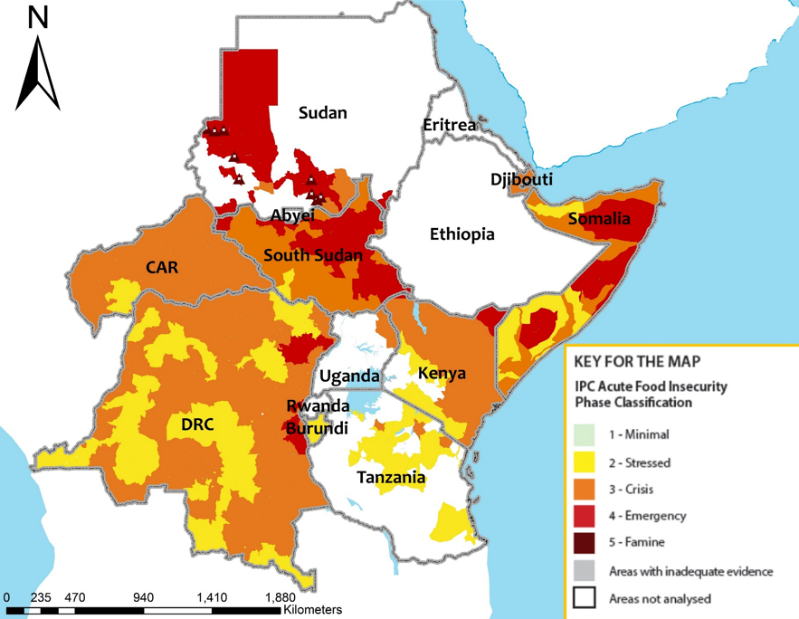 N
Sudan
Eritrea
Djibouti
Abyei
Somalia
Ethiopia
South Sudan
CAR
Uganda
Kenya
Rwanda
Burundi
DRC
Tanzania
KEY FOR THE MAP
IPC Acute Food Insecurity
Phase Classification
1 - Minimal
2 - Stressed
3 - Crisis
4 - Emergency
5 - Famine
Areas with inadequate evidence
Areas not analysed
0 235 470 940 1,410 1,880
Kilometers